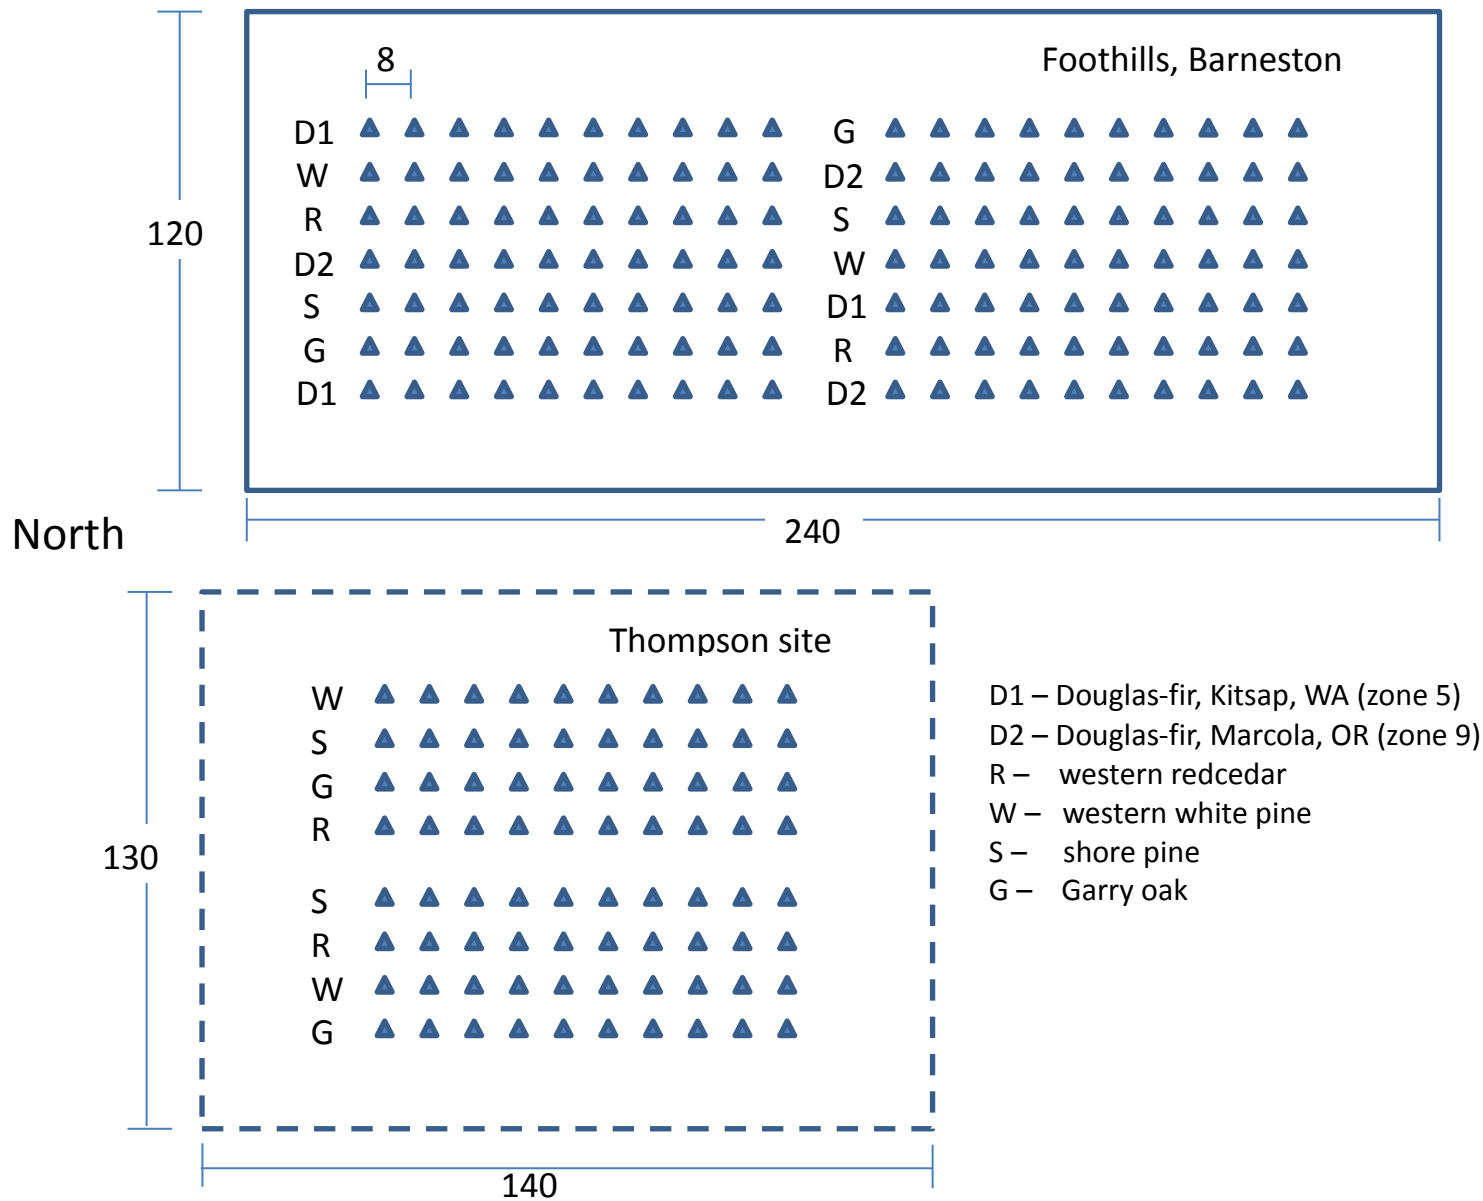 8
Foothills, Barneston
D1
G
W
D2
R
S
120
D2
W
S
D1
G
R
D1
D2
240
North
Thompson site
W
S
G
R
130
S
R
W
G
140
D1 – Douglas-fir, Kitsap, WA (zone 5)
D2 – Douglas-fir, Marcola, OR (zone 9)
R – western redcedar
W – western white pine
S – shore pine
G – Garry oak